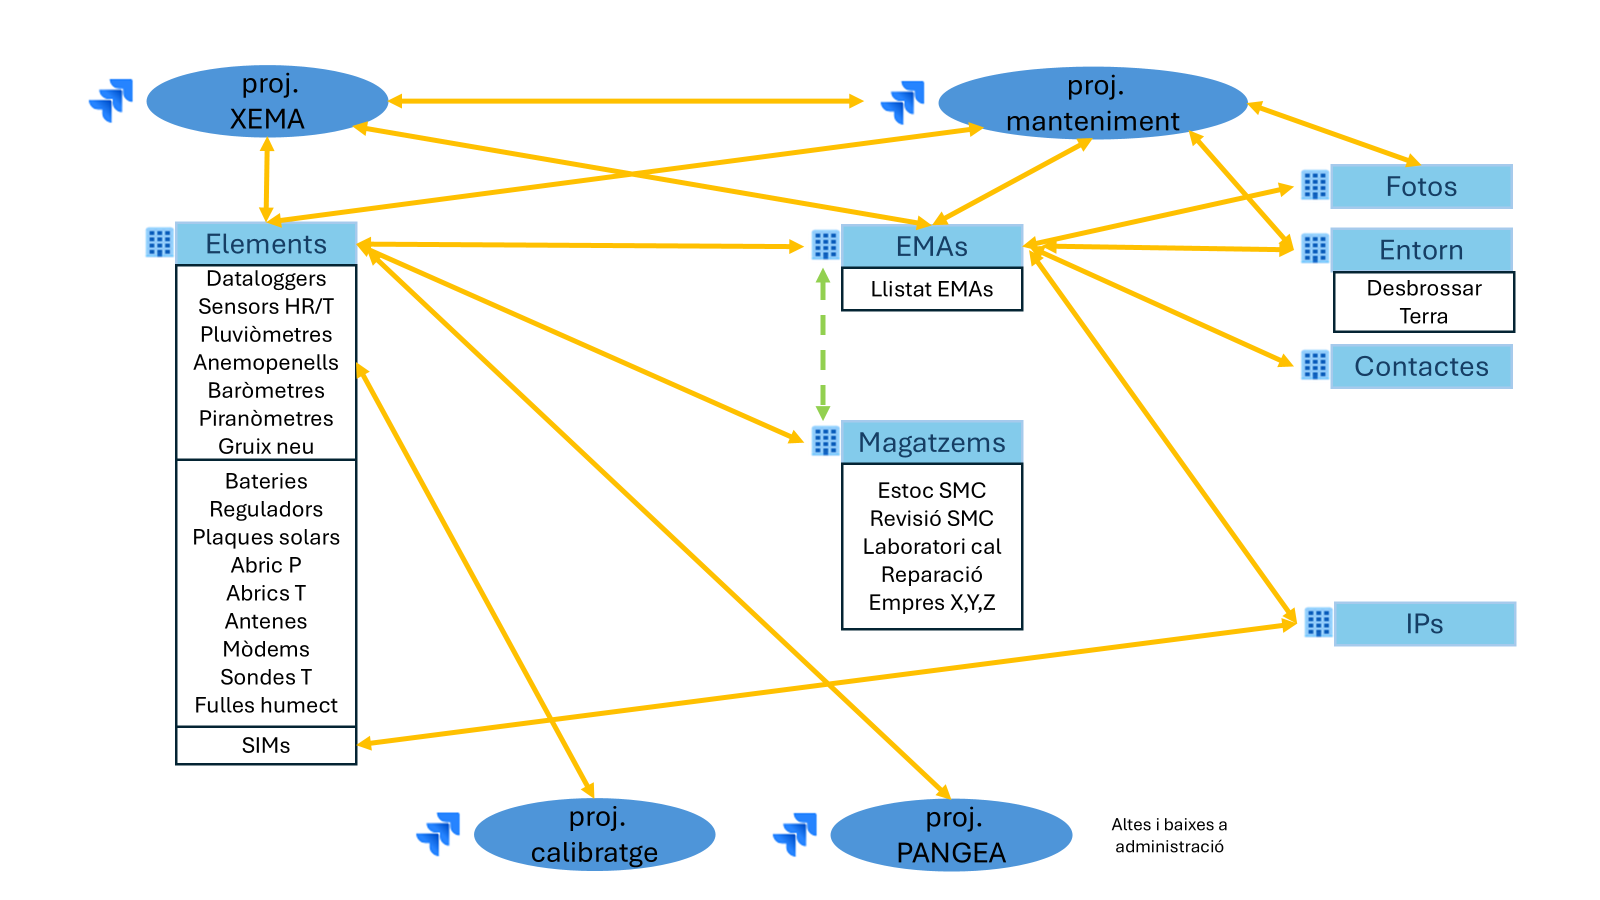 proj.
XEMA
proj.
manteniment
Fotos
Elements
EMAs
Entorn
Dataloggers
Sensors HR/T
Pluviòmetres
Anemopenells
Baròmetres
Piranòmetres
Gruix neu
Llistat EMAs
Desbrossar
Terra
Contactes
Magatzems
Bateries
Reguladors
Plaques solars
Abric P
Abrics T
Antenes
Mòdems
Sondes T
Fulles humect
Estoc SMC
Revisió SMC
Laboratori cal
Reparació
Empres X,Y,Z
IPs
SIMs
proj.
calibratge
proj.
PANGEA
Altes i baixes a
administració